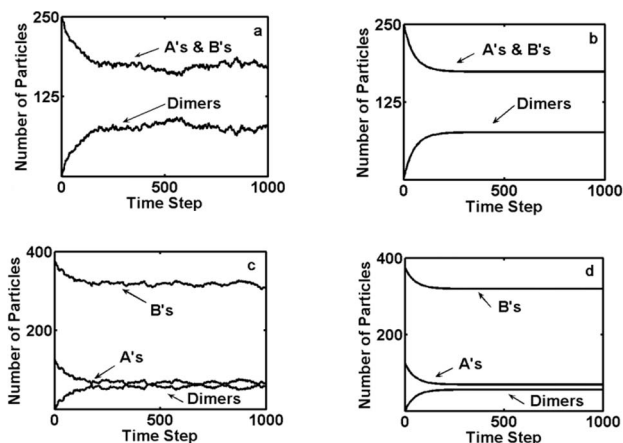 250
a
A's & B's
125
Dimers
0
500
1000
Number of Particles
Time Step
250
b
A's & B's
125
Dimers
0
500
1000
Number of Particles
Time Step
400
c
B's
200
A's
Dimers
0
500
1000
Number of Particles
Time Step
400
d
B's
200
A's
Dimers
0
500
1000
Number of Particles
Time Step